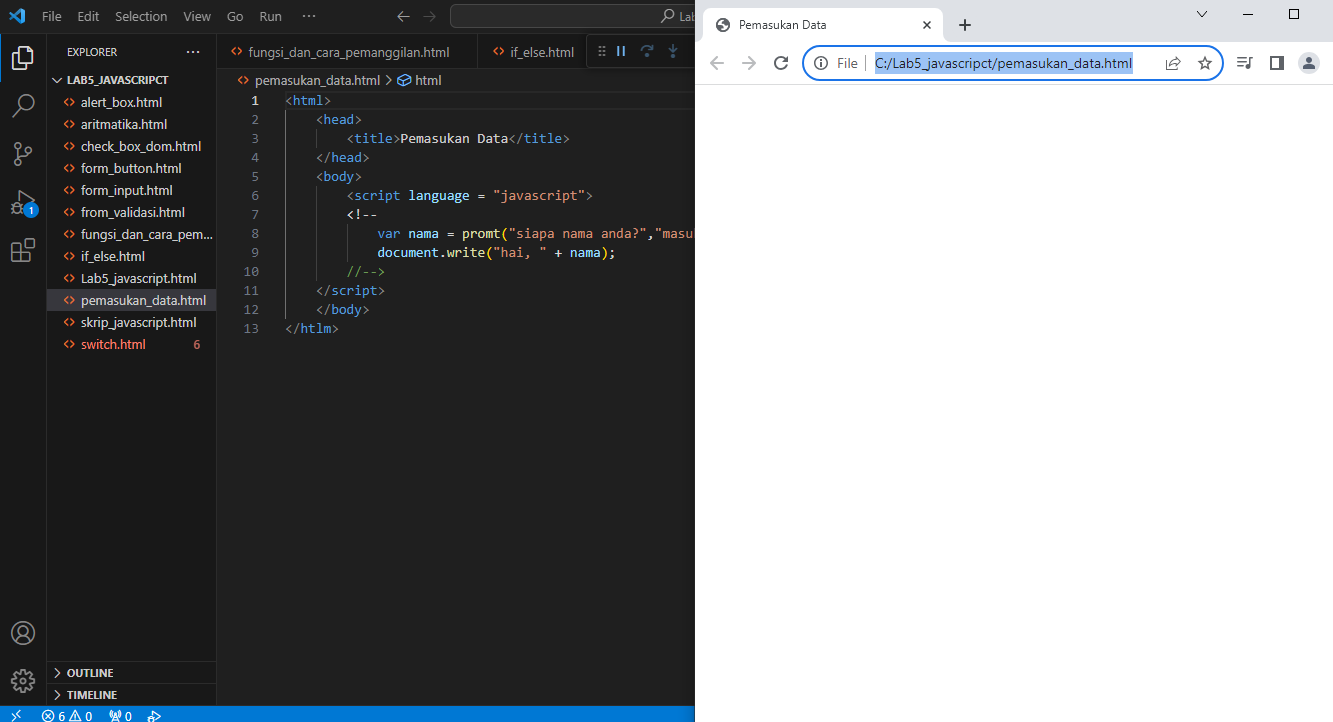 File Edit Selection View Go Run ··· Lab
EXPLORER ···
LAB5_JAVASCRIPCT
alert_box.html
aritmatika.html
check_box_dom.html
form_button.html
form_input.html
from_validasi.html
fungsi_dan_cara_pem...
if_else.html
Lab5_javascript.html
pemasukan_data.html
skrip_javascript.html
switch.html 6
OUTLINE
TIMELINE
1
6 0 0
fungsi_dan_cara_pemanggilan.html if_else.html
pemasukan_data.html > html
1 <html>
2 <head>
3 <title>Pemasukan Data</title>
4 </head>
5 <body>
6 <script language = "javascript">
7 <!--
8 var nama = promt("siapa nama anda?","masu
9 document.write("hai, " + nama);
10 //-->
11 </script>
12 </body>
13 </htlm>
Pemasukan Data
File C:/Lab5_javascripct/pemasukan_data.html